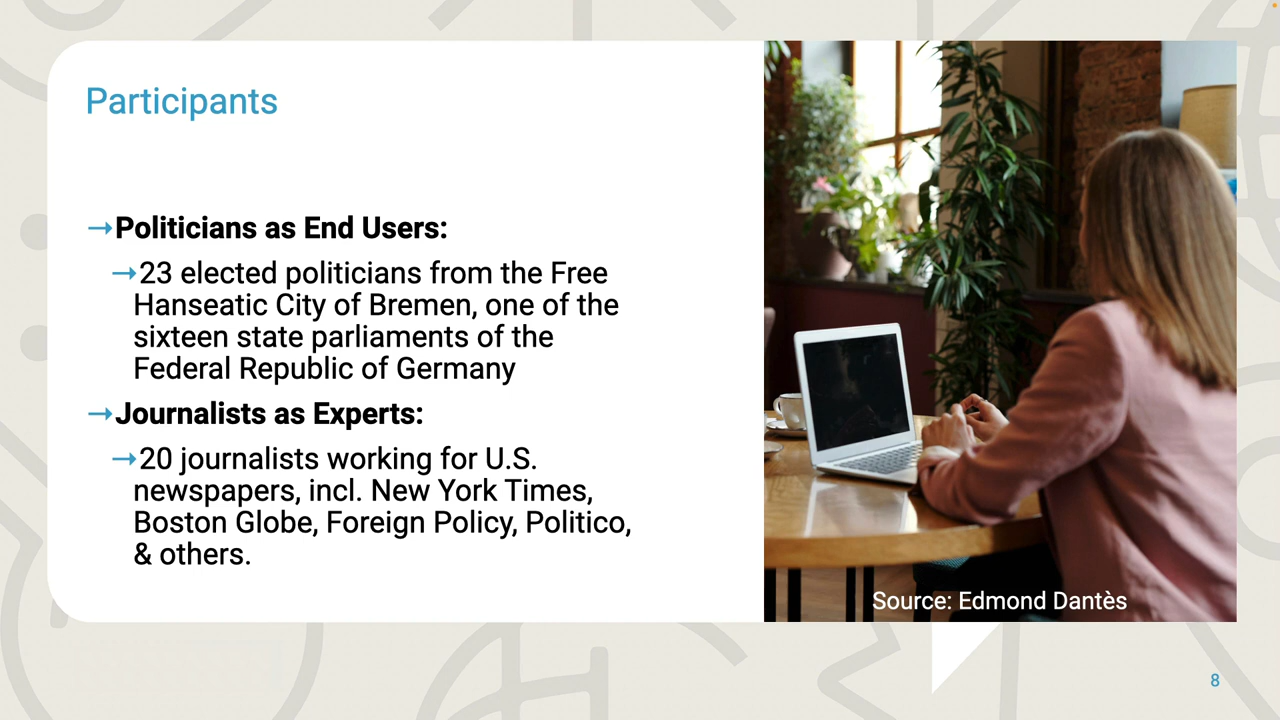 Participants
→Politicians as End Users:
→23 elected politicians from the Free
Hanseatic City of Bremen, one of the
sixteen state parliaments of the
Federal Republic of Germany
→Journalists as Experts:
→20 journalists working for U.S.
newspapers, incl. New York Times,
Boston Globe, Foreign Policy, Politico,
& others.
Source: Edmond Dantès
8